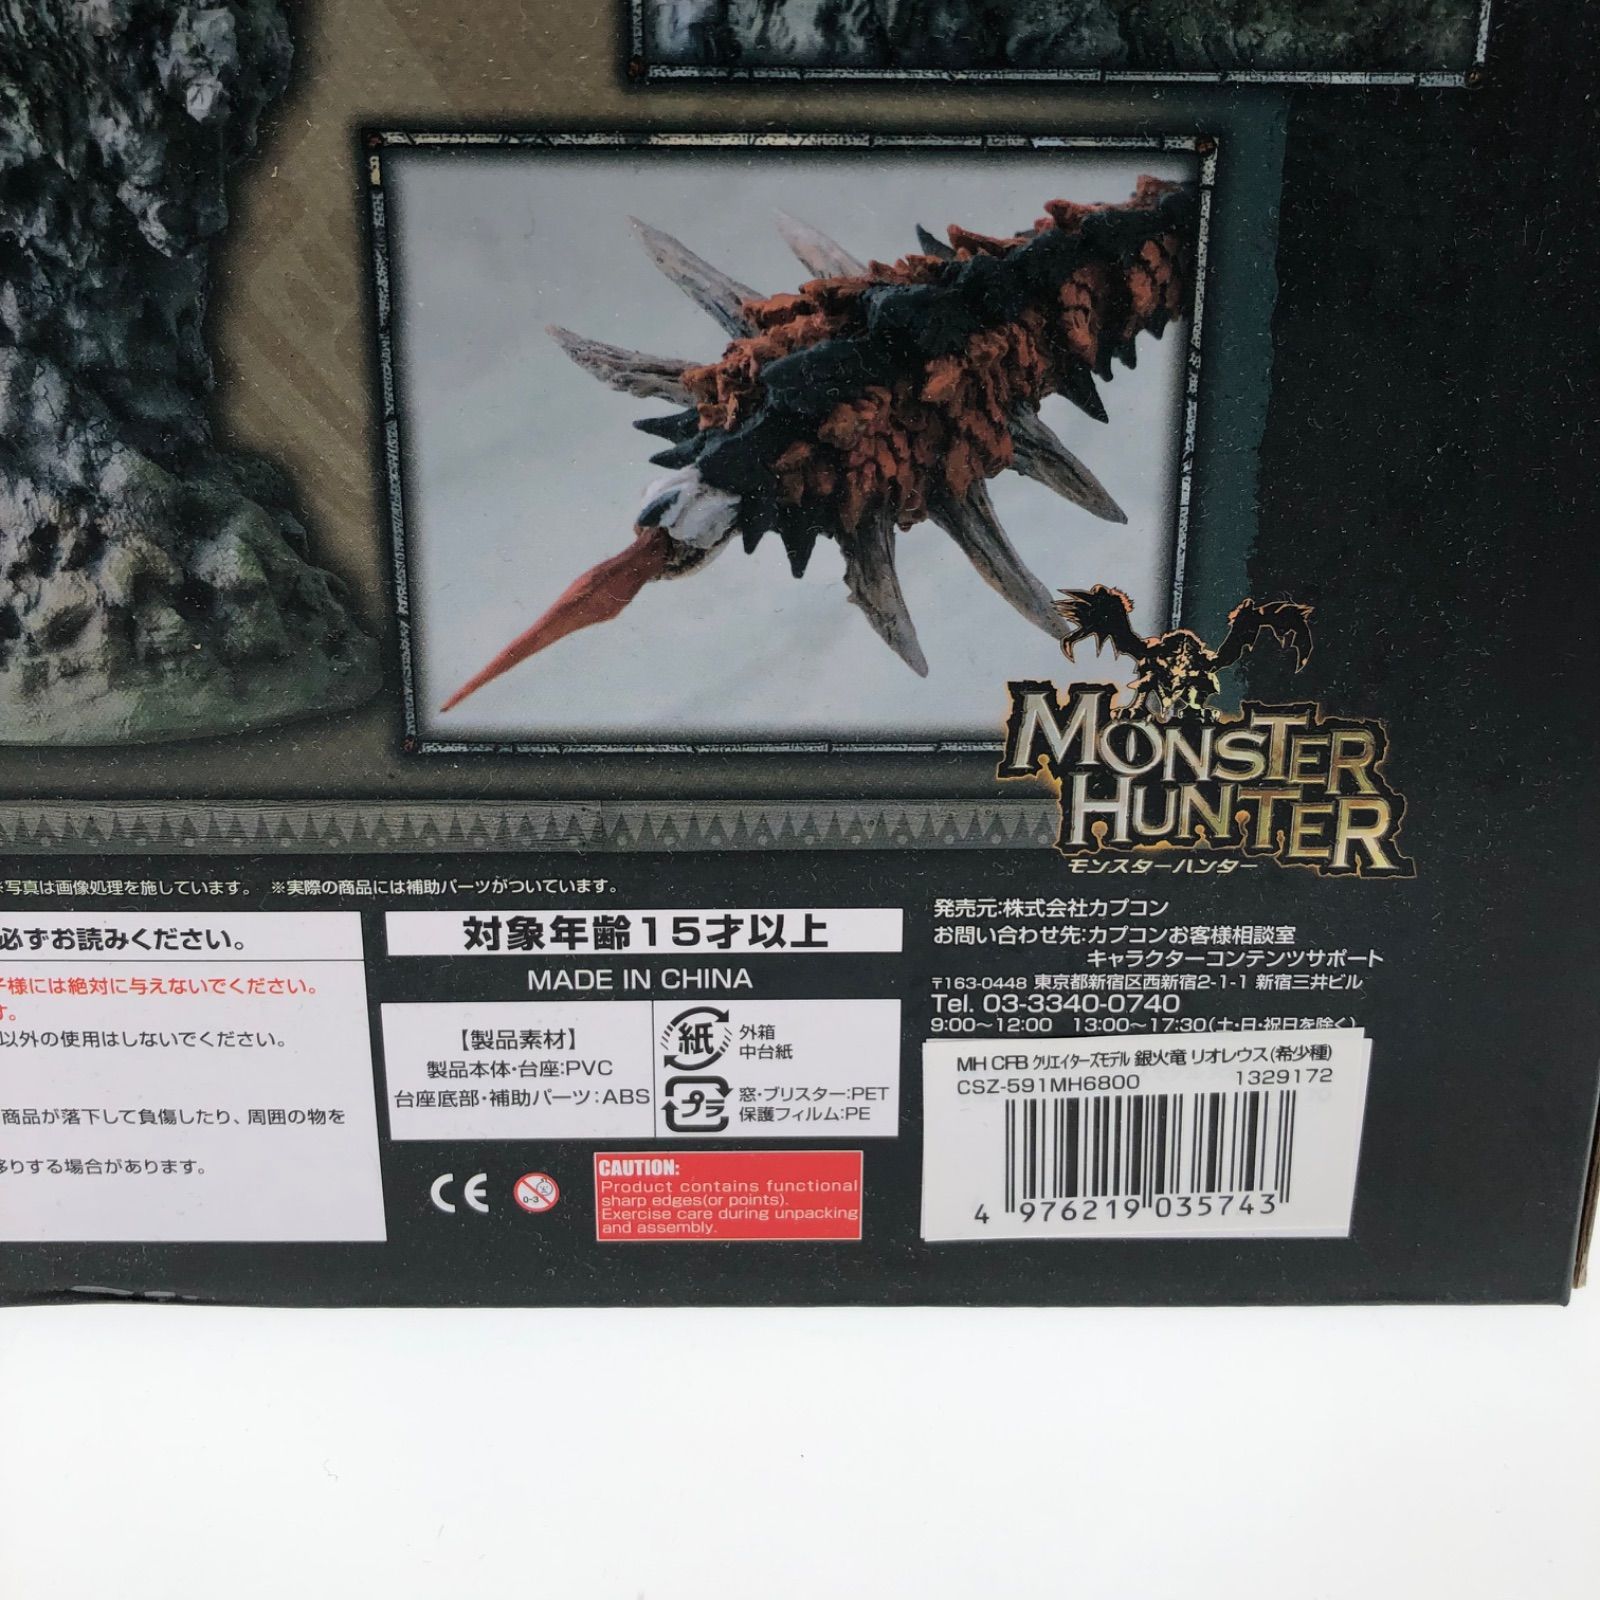 MONSTER
HUNTER
モンスターハンター
※写真は画像処理を施しています。 ※実際の商品には補助パーツがついています。
必ずお読みください。
子様には絶対に与えないでください。
す。
以外の使用はしないでください。
商品が落下して負傷したり、周囲の物を
移りする場合があります。
対象年齢15才以上
MADE IN CHINA
【製品素材】
製品本体・台座:PVC
台座底部・補助パーツ:ABS
紙
外箱
中台紙
プラ
窓・ブリスター:PET
保護フィルム:PE
CE
0-3
CAUTION:
Product contains functional
sharp edges(or points).
Exercise care during unpacking
and assembly.
発売元:株式会社カプコン
お問い合わせ先:カプコンお客様相談室
キャラクターコンテンツサポート
〒163-0448 東京都新宿区西新宿2-1-1 新宿三井ビル
Tel. 03-3340-0740
9:00～12:00 13:00～17:30(土・日・祝日を除く)
MH CFB クリエイターズモデル 銀火竜 リオレウス(希少種)
CSZ-591MH6800 1329172
4 976219 035743